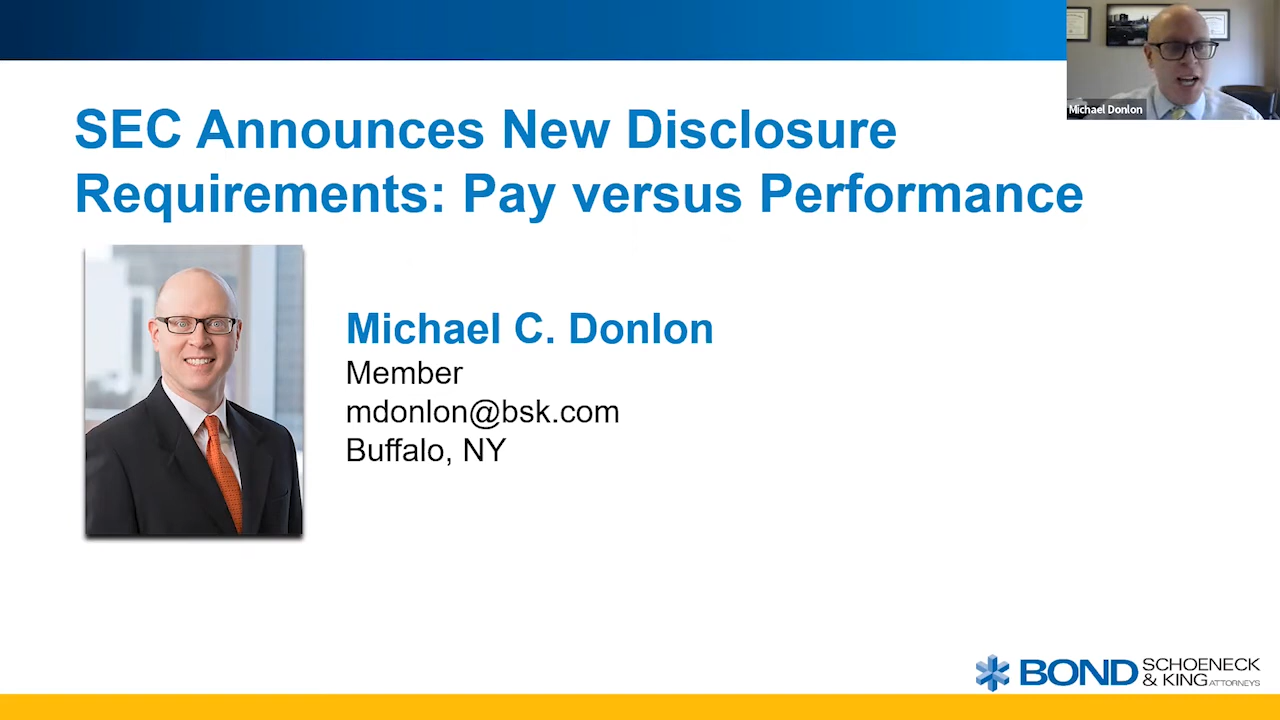 Michael Donlon
SEC Announces New Disclosure
Requirements: Pay versus Performance
Michael C. Donlon
Member
mdonlon@bsk.com
Buffalo, NY
BOND SCHOENECK
& KING ATTORNEYS